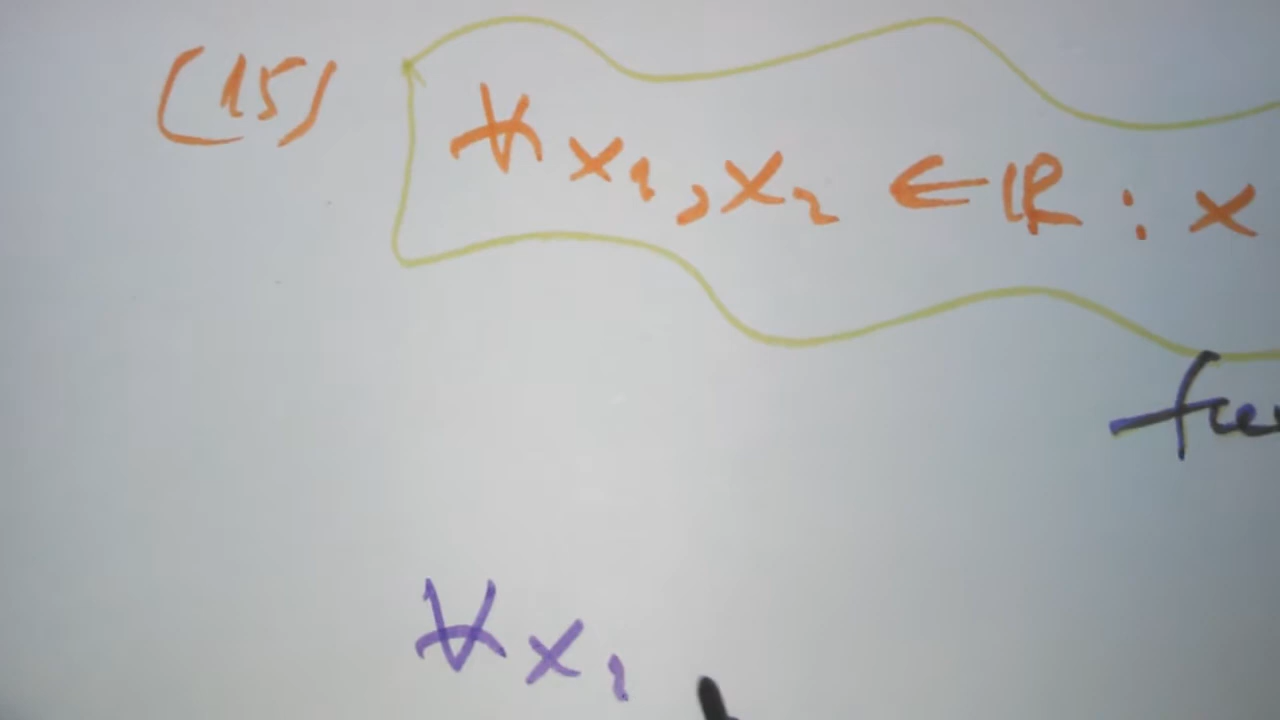 (15) ∀ x₁, x₂ ∈ ℝ : x
∀ x₁